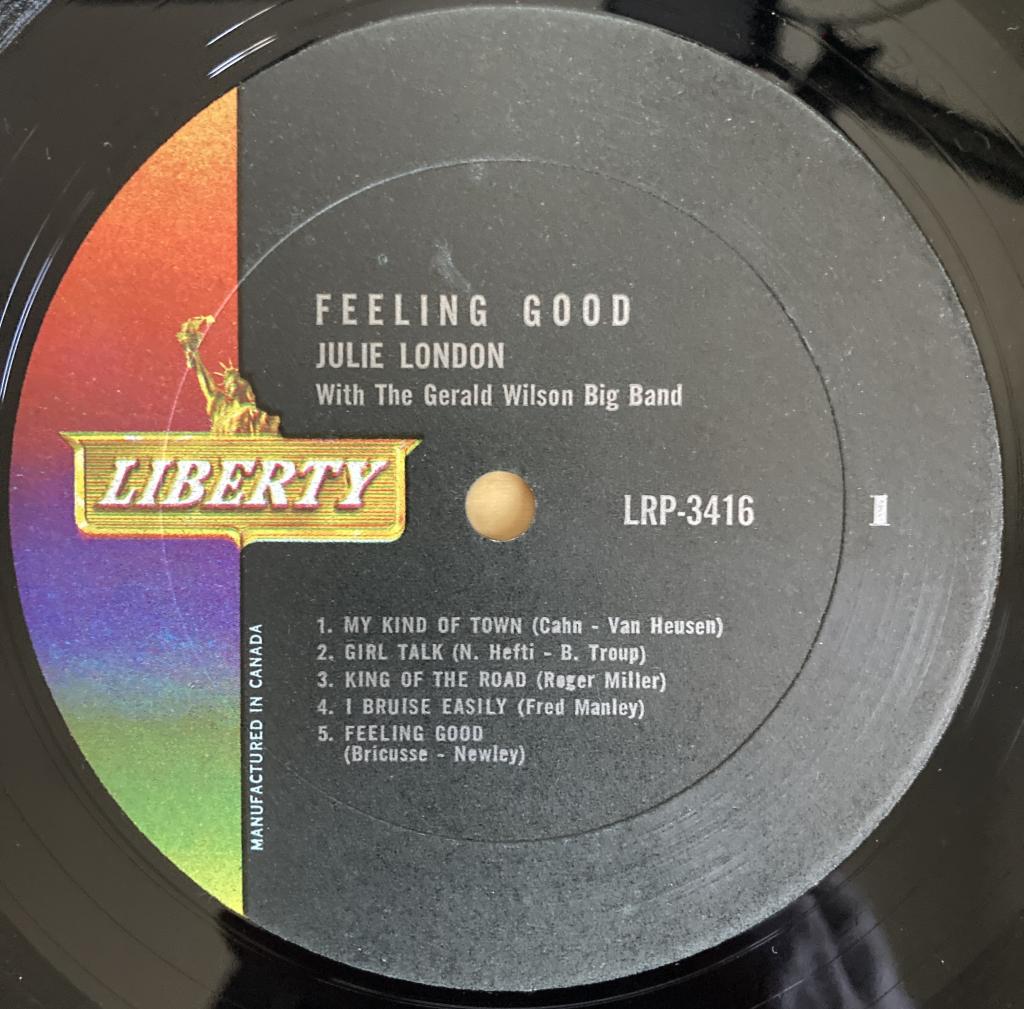 FEELING GOOD
JULIE LONDON
With The Gerald Wilson Big Band
LIBERTY
LRP-3416
1
1. MY KIND OF TOWN (Cahn - Van Heusen)
2. GIRL TALK (N. Hefti - B. Troup)
3. KING OF THE ROAD (Roger Miller)
4. I BRUISE EASILY (Fred Manley)
5. FEELING GOOD
(Bricusse - Newley)
MANUFACTURED IN CANADA